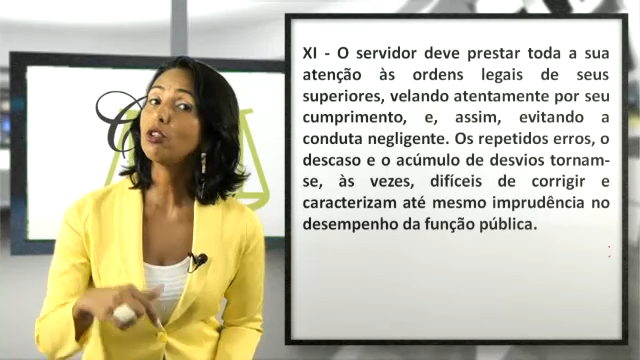 XI - O servidor deve prestar toda a sua
atenção às ordens legais de seus
superiores, velando atentamente por seu
cumprimento, e, assim, evitando a
conduta negligente. Os repetidos erros, o
descaso e o acúmulo de desvios tornam-
se, às vezes, difíceis de corrigir e
caracterizam até mesmo imprudência no
desempenho da função pública.